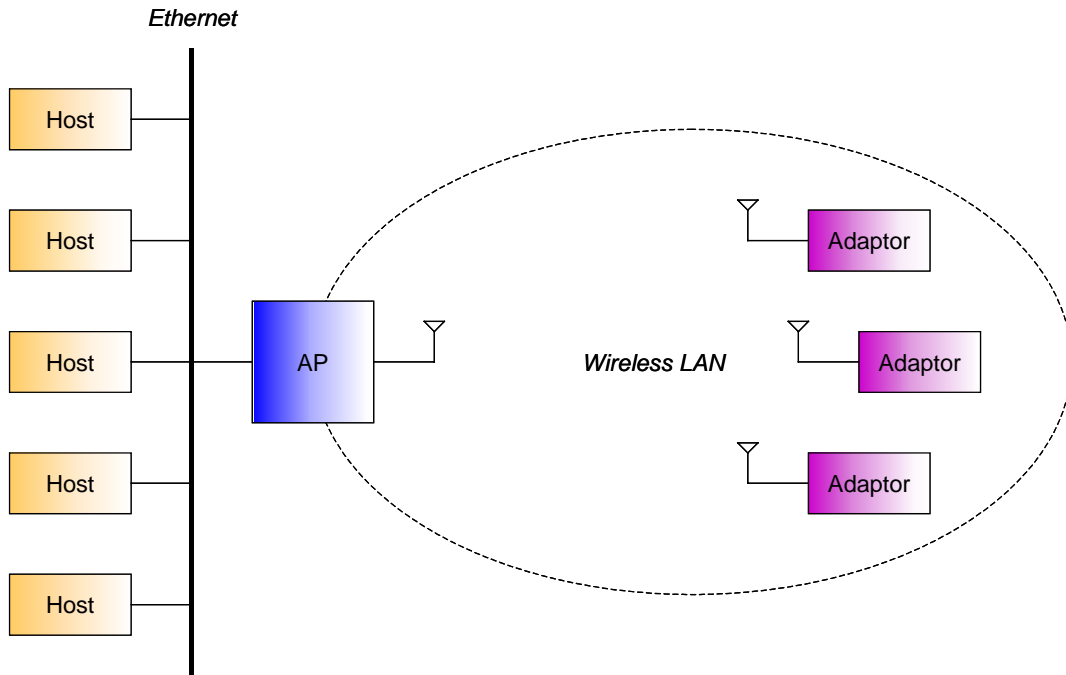 Ethernet
Host
Host
Adaptor
Host
AP
Wireless LAN
Adaptor
Host
Adaptor
Host